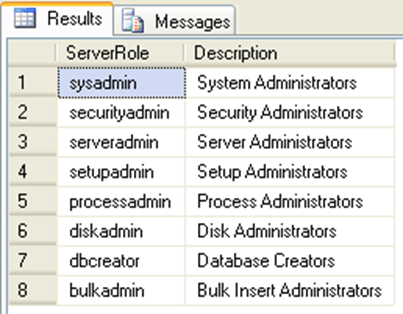 Results Messages
ServerRole Description
1 sysadmin System Administrators
2 securityadmin Security Administrators
3 serveradmin Server Administrators
4 setupadmin Setup Administrators
5 processadmin Process Administrators
6 diskadmin Disk Administrators
7 dbcreator Database Creators
8 bulkadmin Bulk Insert Administrators